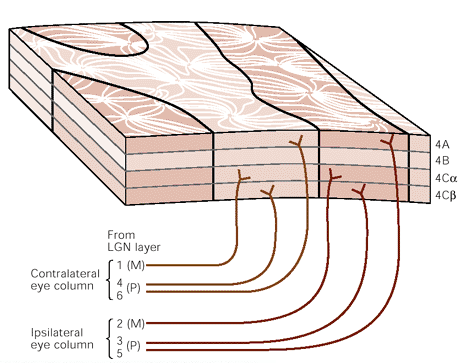 4A
4B
4Cα
4Cβ
From
LGN layer
Contralateral
eye column
1 (M)
4
(P)
6
Ipsilateral
eye column
2 (M)
3
(P)
5